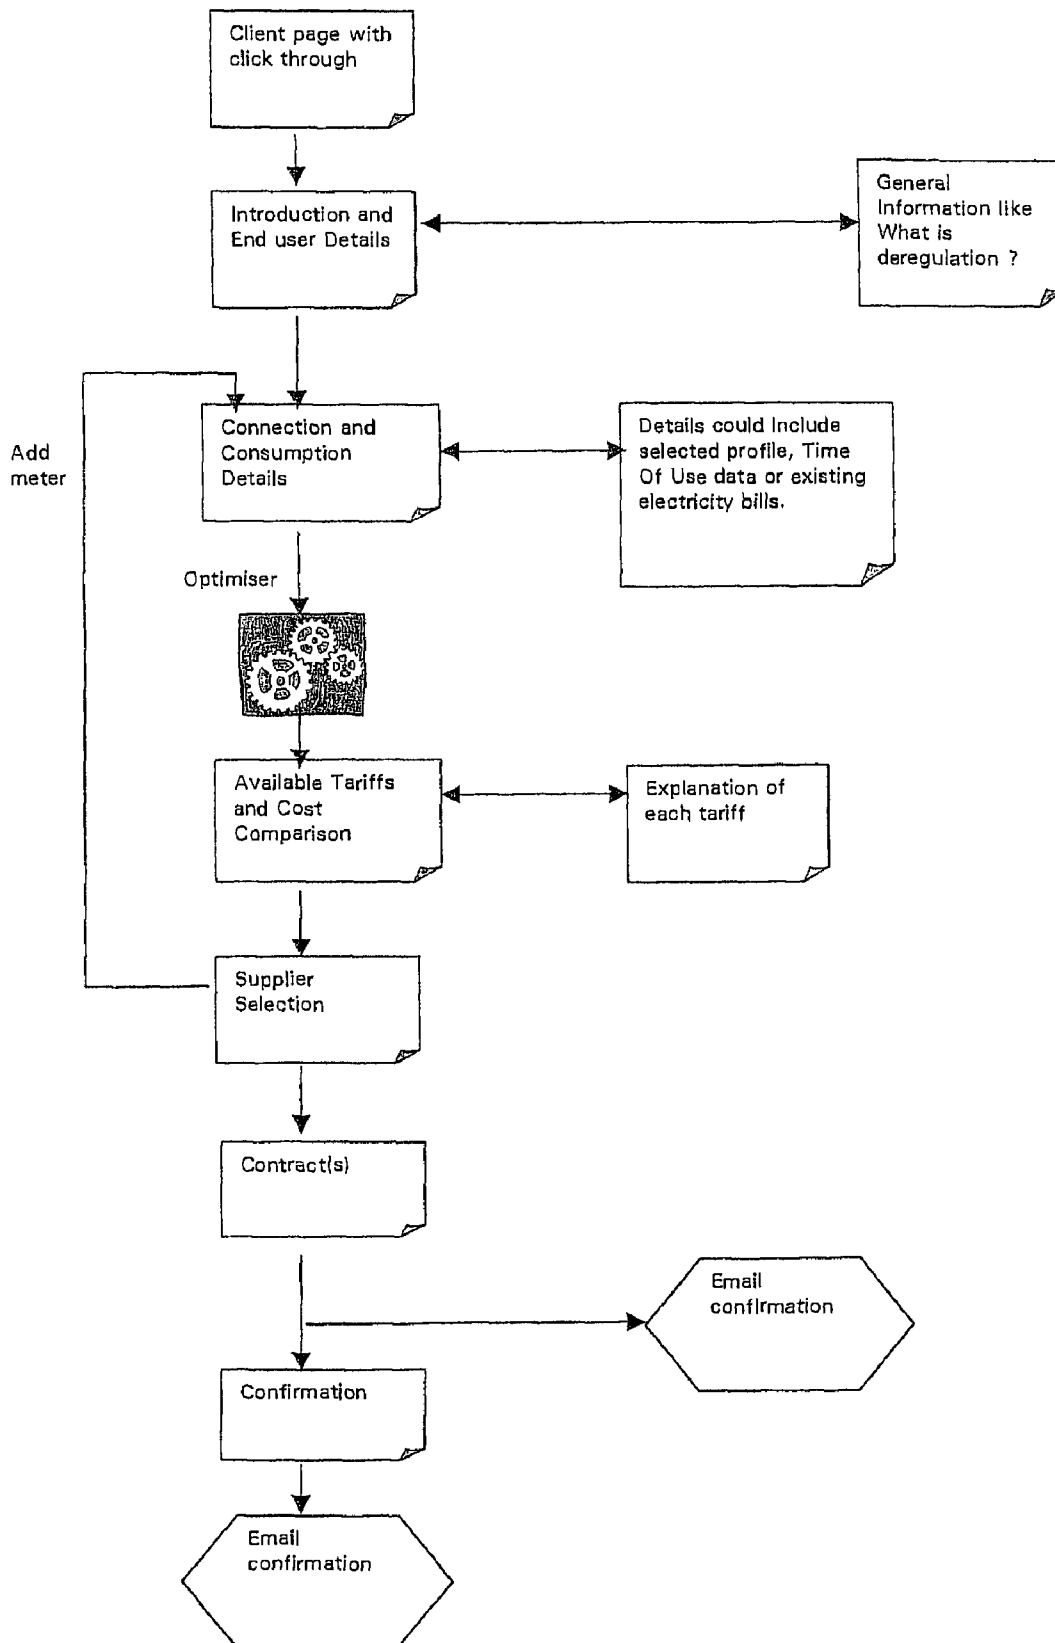 Client page with
click through
Introduction and
End user Details
General
Information like
What is
deregulation ?
Add
meter
Connection and
Consumption
Details
Details could Include
selected profile, Time
Of Use data or existing
electricity bills.
Optimiser
Available Tariffs
and Cost
Comparison
Explanation of
each tariff
Supplier
Selection
Contract(s)
Email
confirmation
Confirmation
Email
confirmation